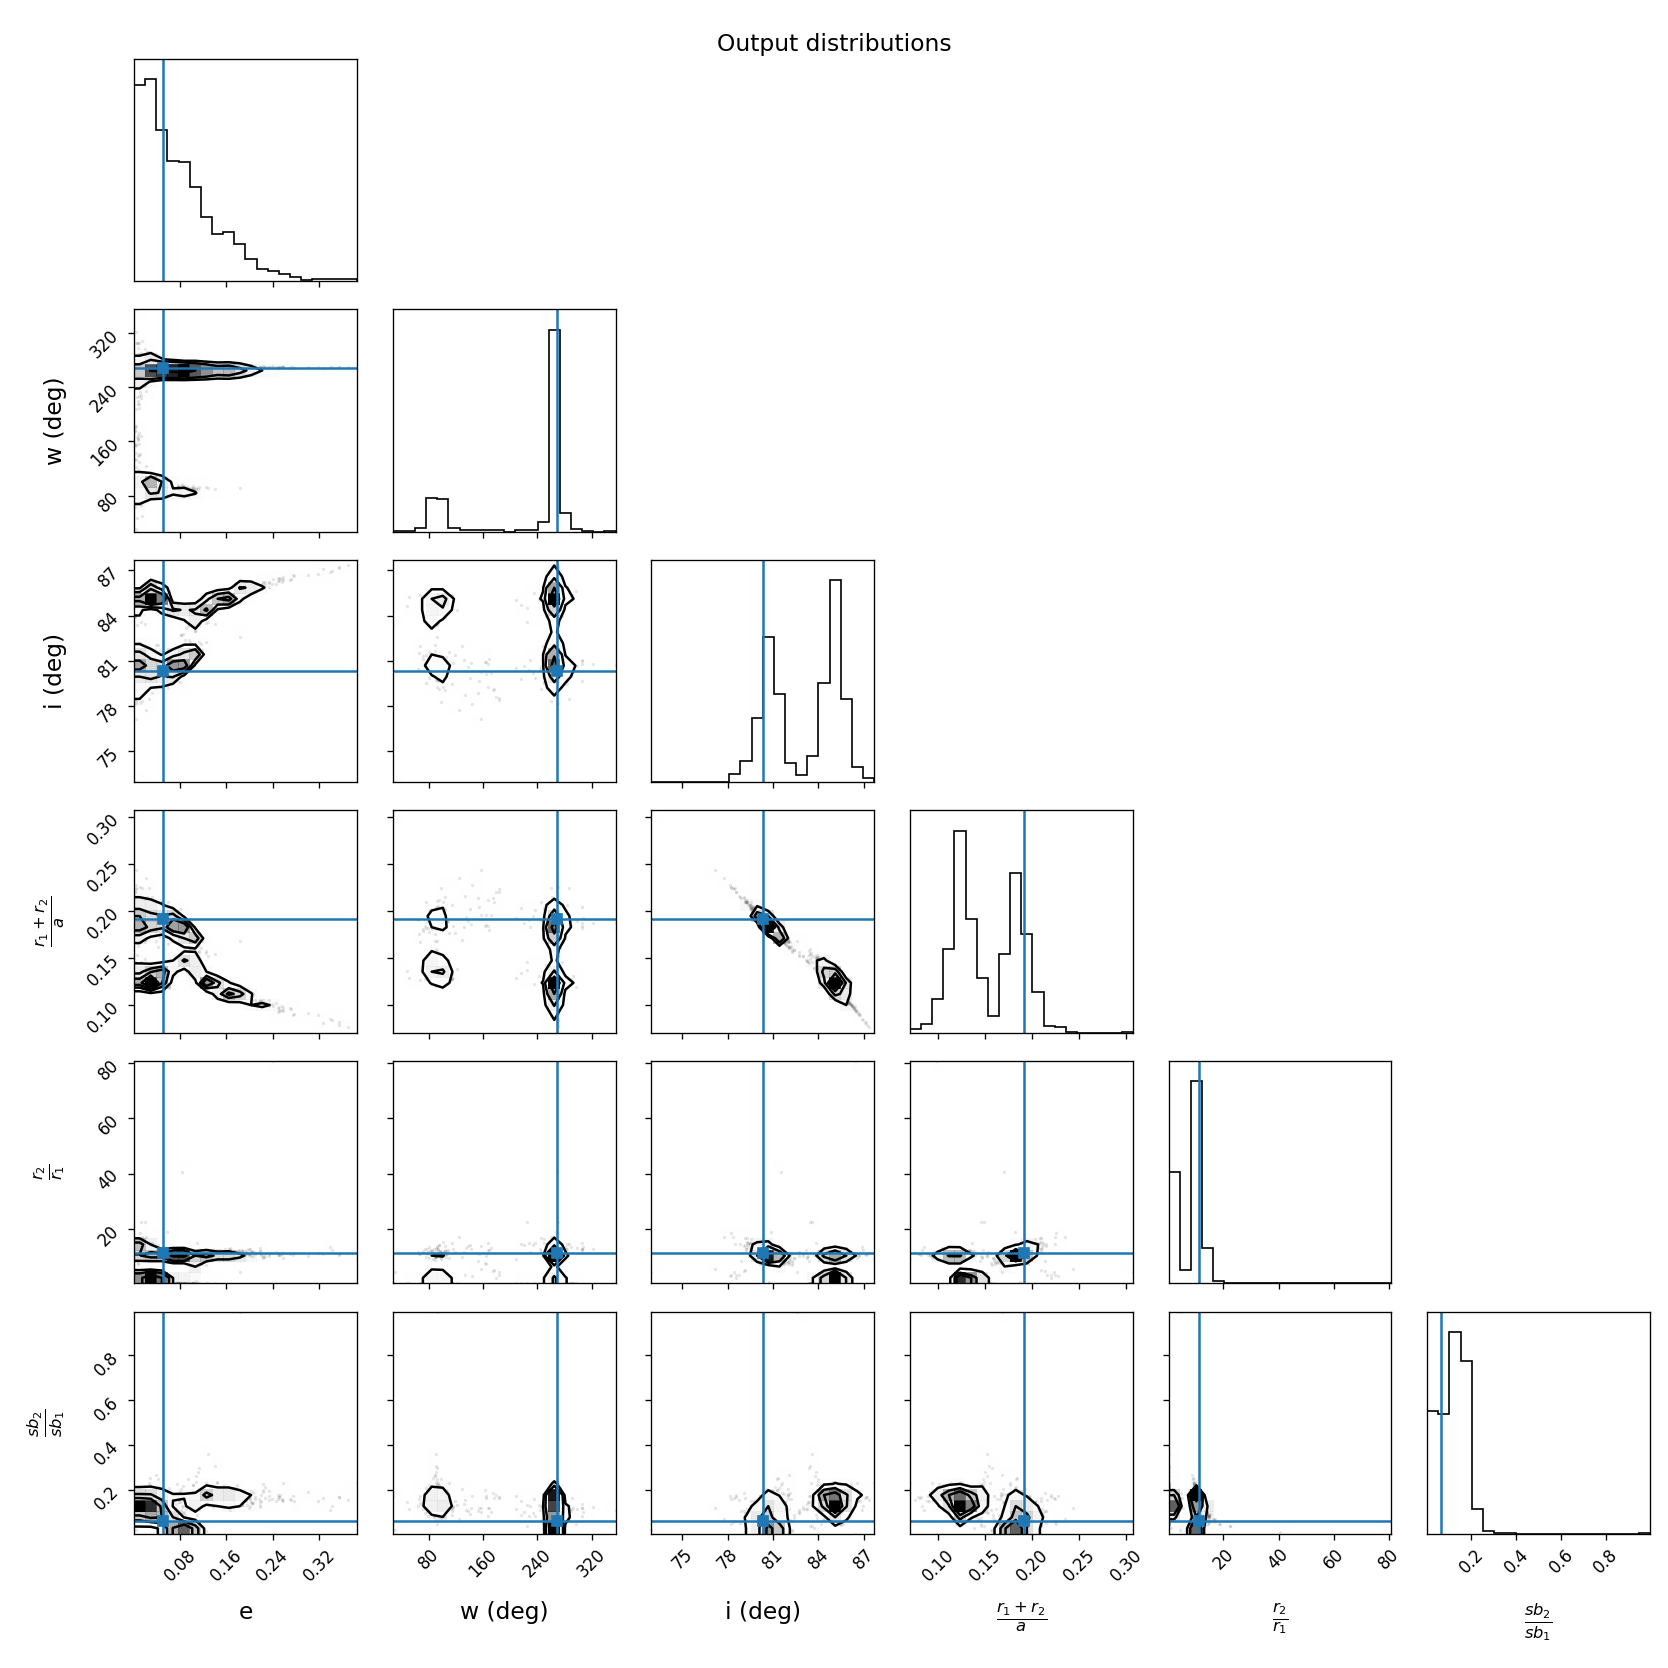 Output distributions
w (deg)
320
240
160
80
i (deg)
87
84
81
78
75
r₁ + r₂
a
0.30
0.25
0.20
0.15
0.10
r₂
r₁
80
60
40
20
sb₂
sb₁
0.8
0.6
0.4
0.2
0.08 0.16 0.24 0.32 80 160 240 320 75 78 81 84 87 0.10 0.15 0.20 0.25 0.30 20 40 60 80 0.2 0.4 0.6 0.8
e w (deg) i (deg)
r₁ + r₂
a
r₂
r₁
sb₂
sb₁